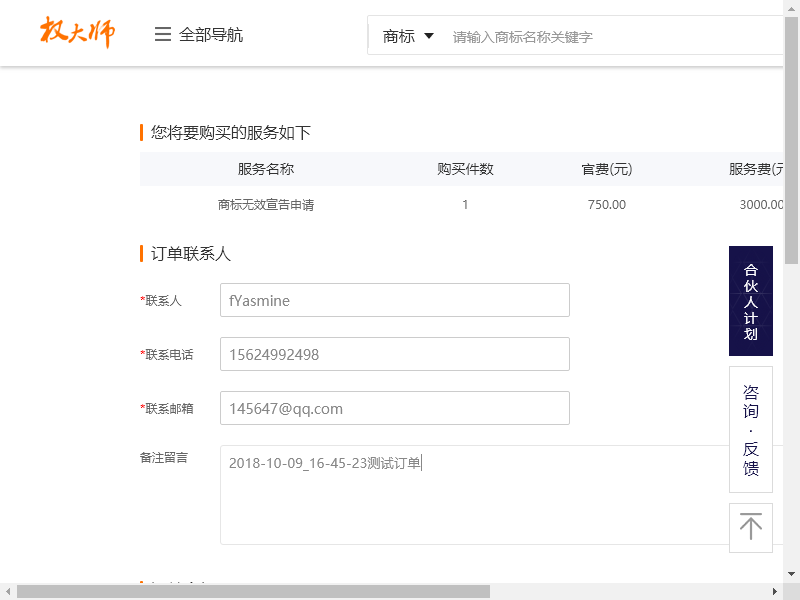 权大师
全部导航
商标
请输入商标名称关键字
您将要购买的服务如下
服务名称 购买件数 官费(元) 服务费(元
商标无效宣告申请 1 750.00 3000.00
订单联系人
*联系人 fYasmine
*联系电话 15624992498
*联系邮箱 145647@qq.com
备注留言 2018-10-09_16-45-23测试订单
合伙人计划
咨询·反馈